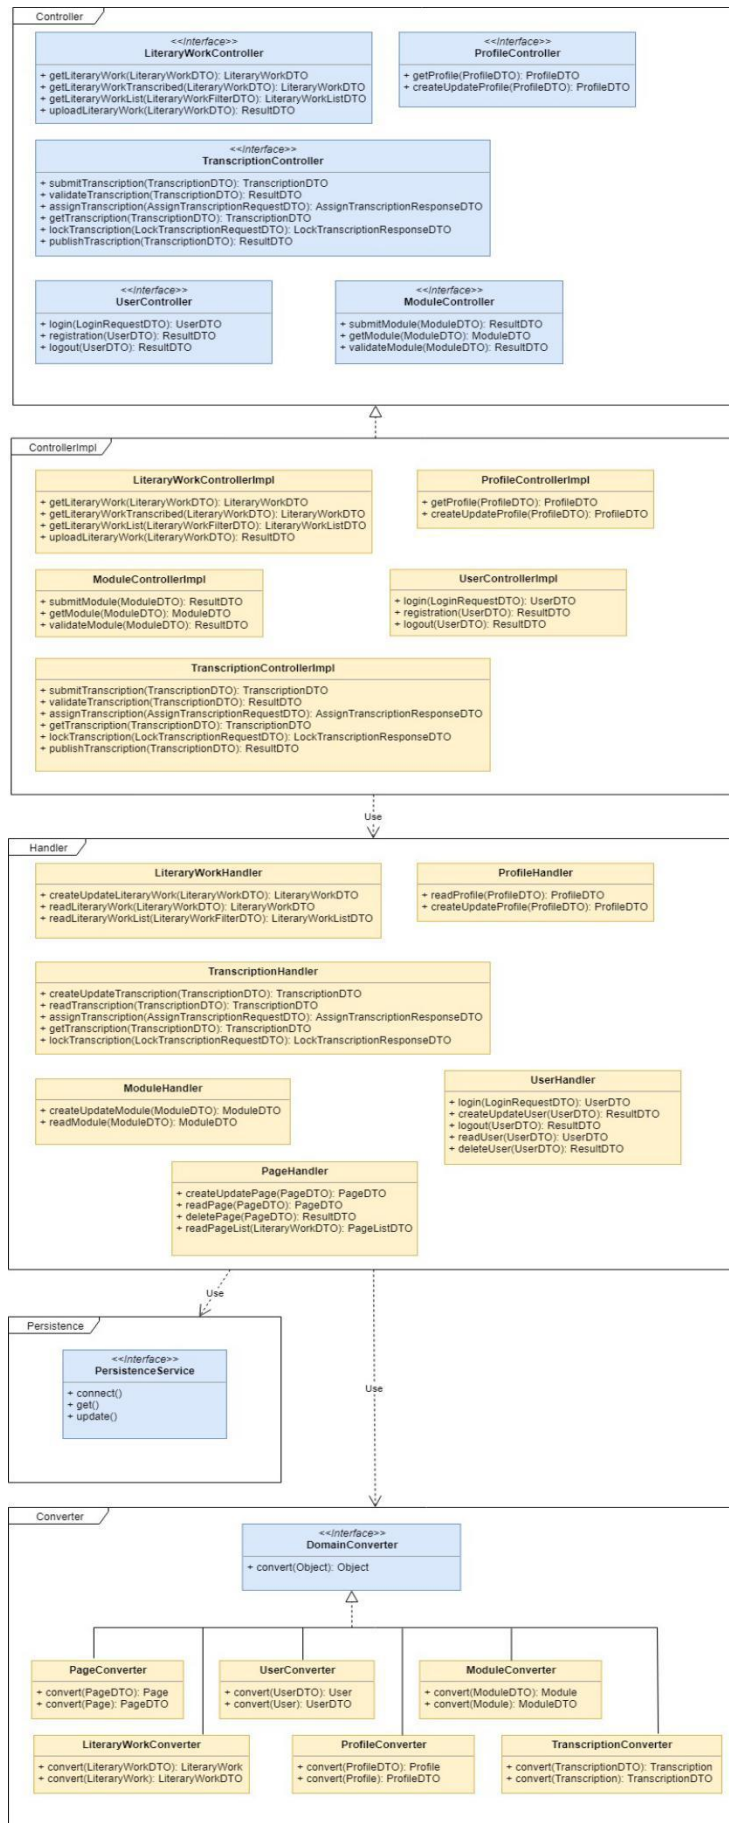 Controller
<<interface>>
LiteraryWorkController
+ getLiteraryWork(LiteraryWorkDTO): LiteraryWorkDTO
+ getLiteraryWorkTranscribed(LiteraryWorkDTO): LiteraryWorkDTO
+ getLiteraryWorkList(LiteraryWorkFilterDTO): LiteraryWorkListDTO
+ uploadLiteraryWork(LiteraryWorkDTO): ResultDTO
<<interface>>
ProfileController
+ getProfile(ProfileDTO): ProfileDTO
+ createUpdateProfile(ProfileDTO): ProfileDTO
<<interface>>
TranscriptionController
+ submitTranscription(TranscriptionDTO): TranscriptionDTO
+ validateTranscription(TranscriptionDTO): ResultDTO
+ assignTranscription(AssignTranscriptionRequestDTO): AssignTranscriptionResponseDTO
+ getTranscription(TranscriptionDTO): TranscriptionDTO
+ lockTranscription(LockTranscriptionRequestDTO): LockTranscriptionResponseDTO
+ publishTrascription(TranscriptionDTO): ResultDTO
<<interface>>
UserController
+ login(LoginRequestDTO): UserDTO
+ registration(UserDTO): ResultDTO
+ logout(UserDTO): ResultDTO
<<interface>>
ModuleController
+ submitModule(ModuleDTO): ResultDTO
+ getModule(ModuleDTO): ModuleDTO
+ validateModule(ModuleDTO): ResultDTO
ControllerImpl
LiteraryWorkControllerImpl
+ getLiteraryWork(LiteraryWorkDTO): LiteraryWorkDTO
+ getLiteraryWorkTranscribed(LiteraryWorkDTO): LiteraryWorkDTO
+ getLiteraryWorkList(LiteraryWorkFilterDTO): LiteraryWorkListDTO
+ uploadLiteraryWork(LiteraryWorkDTO): ResultDTO
ProfileControllerImpl
+ getProfile(ProfileDTO): ProfileDTO
+ createUpdateProfile(ProfileDTO): ProfileDTO
ModuleControllerImpl
+ submitModule(ModuleDTO): ResultDTO
+ getModule(ModuleDTO): ModuleDTO
+ validateModule(ModuleDTO): ResultDTO
UserControllerImpl
+ login(LoginRequestDTO): UserDTO
+ registration(UserDTO): ResultDTO
+ logout(UserDTO): ResultDTO
TranscriptionControllerImpl
+ submitTranscription(TranscriptionDTO): TranscriptionDTO
+ validateTranscription(TranscriptionDTO): ResultDTO
+ assignTranscription(AssignTranscriptionRequestDTO): AssignTranscriptionResponseDTO
+ getTranscription(TranscriptionDTO): TranscriptionDTO
+ lockTranscription(LockTranscriptionRequestDTO): LockTranscriptionResponseDTO
+ publishTranscription(TranscriptionDTO): ResultDTO
Use
Handler
LiteraryWorkHandler
+ createUpdateLiteraryWork(LiteraryWorkDTO): LiteraryWorkDTO
+ readLiteraryWork(LiteraryWorkDTO): LiteraryWorkDTO
+ readLiteraryWorkList(LiteraryWorkFilterDTO): LiteraryWorkListDTO
ProfileHandler
+ readProfile(ProfileDTO): ProfileDTO
+ createUpdateProfile(ProfileDTO): ProfileDTO
TranscriptionHandler
+ createUpdateTranscription(TranscriptionDTO): TranscriptionDTO
+ readTranscription(TranscriptionDTO): TranscriptionDTO
+ assignTranscription(AssignTranscriptionRequestDTO): AssignTranscriptionResponseDTO
+ getTranscription(TranscriptionDTO): TranscriptionDTO
+ lockTranscription(LockTranscriptionRequestDTO): LockTranscriptionResponseDTO
ModuleHandler
+ createUpdateModule(ModuleDTO): ModuleDTO
+ readModule(ModuleDTO): ModuleDTO
UserHandler
+ login(LoginRequestDTO): UserDTO
+ createUpdateUser(UserDTO): ResultDTO
+ logout(UserDTO): ResultDTO
+ readUser(UserDTO): UserDTO
+ deleteUser(UserDTO): ResultDTO
PageHandler
+ createUpdatePage(PageDTO): PageDTO
+ readPage(PageDTO): PageDTO
+ deletePage(PageDTO): ResultDTO
+ readPageList(LiteraryWorkDTO): PageListDTO
Use
Persistence
<<interface>>
PersistenceService
+ connect()
+ get()
+ update()
Use
Converter
<<interface>>
DomainConverter
+ convert(Object): Object
PageConverter
+ convert(PageDTO): Page
+ convert(Page): PageDTO
UserConverter
+ convert(UserDTO): User
+ convert(User): UserDTO
ModuleConverter
+ convert(ModuleDTO): Module
+ convert(Module): ModuleDTO
LiteraryWorkConverter
+ convert(LiteraryWorkDTO): LiteraryWork
+ convert(LiteraryWork): LiteraryWorkDTO
ProfileConverter
+ convert(ProfileDTO): Profile
+ convert(Profile): ProfileDTO
TranscriptionConverter
+ convert(TranscriptionDTO): Transcription
+ convert(Transcription): TranscriptionDTO